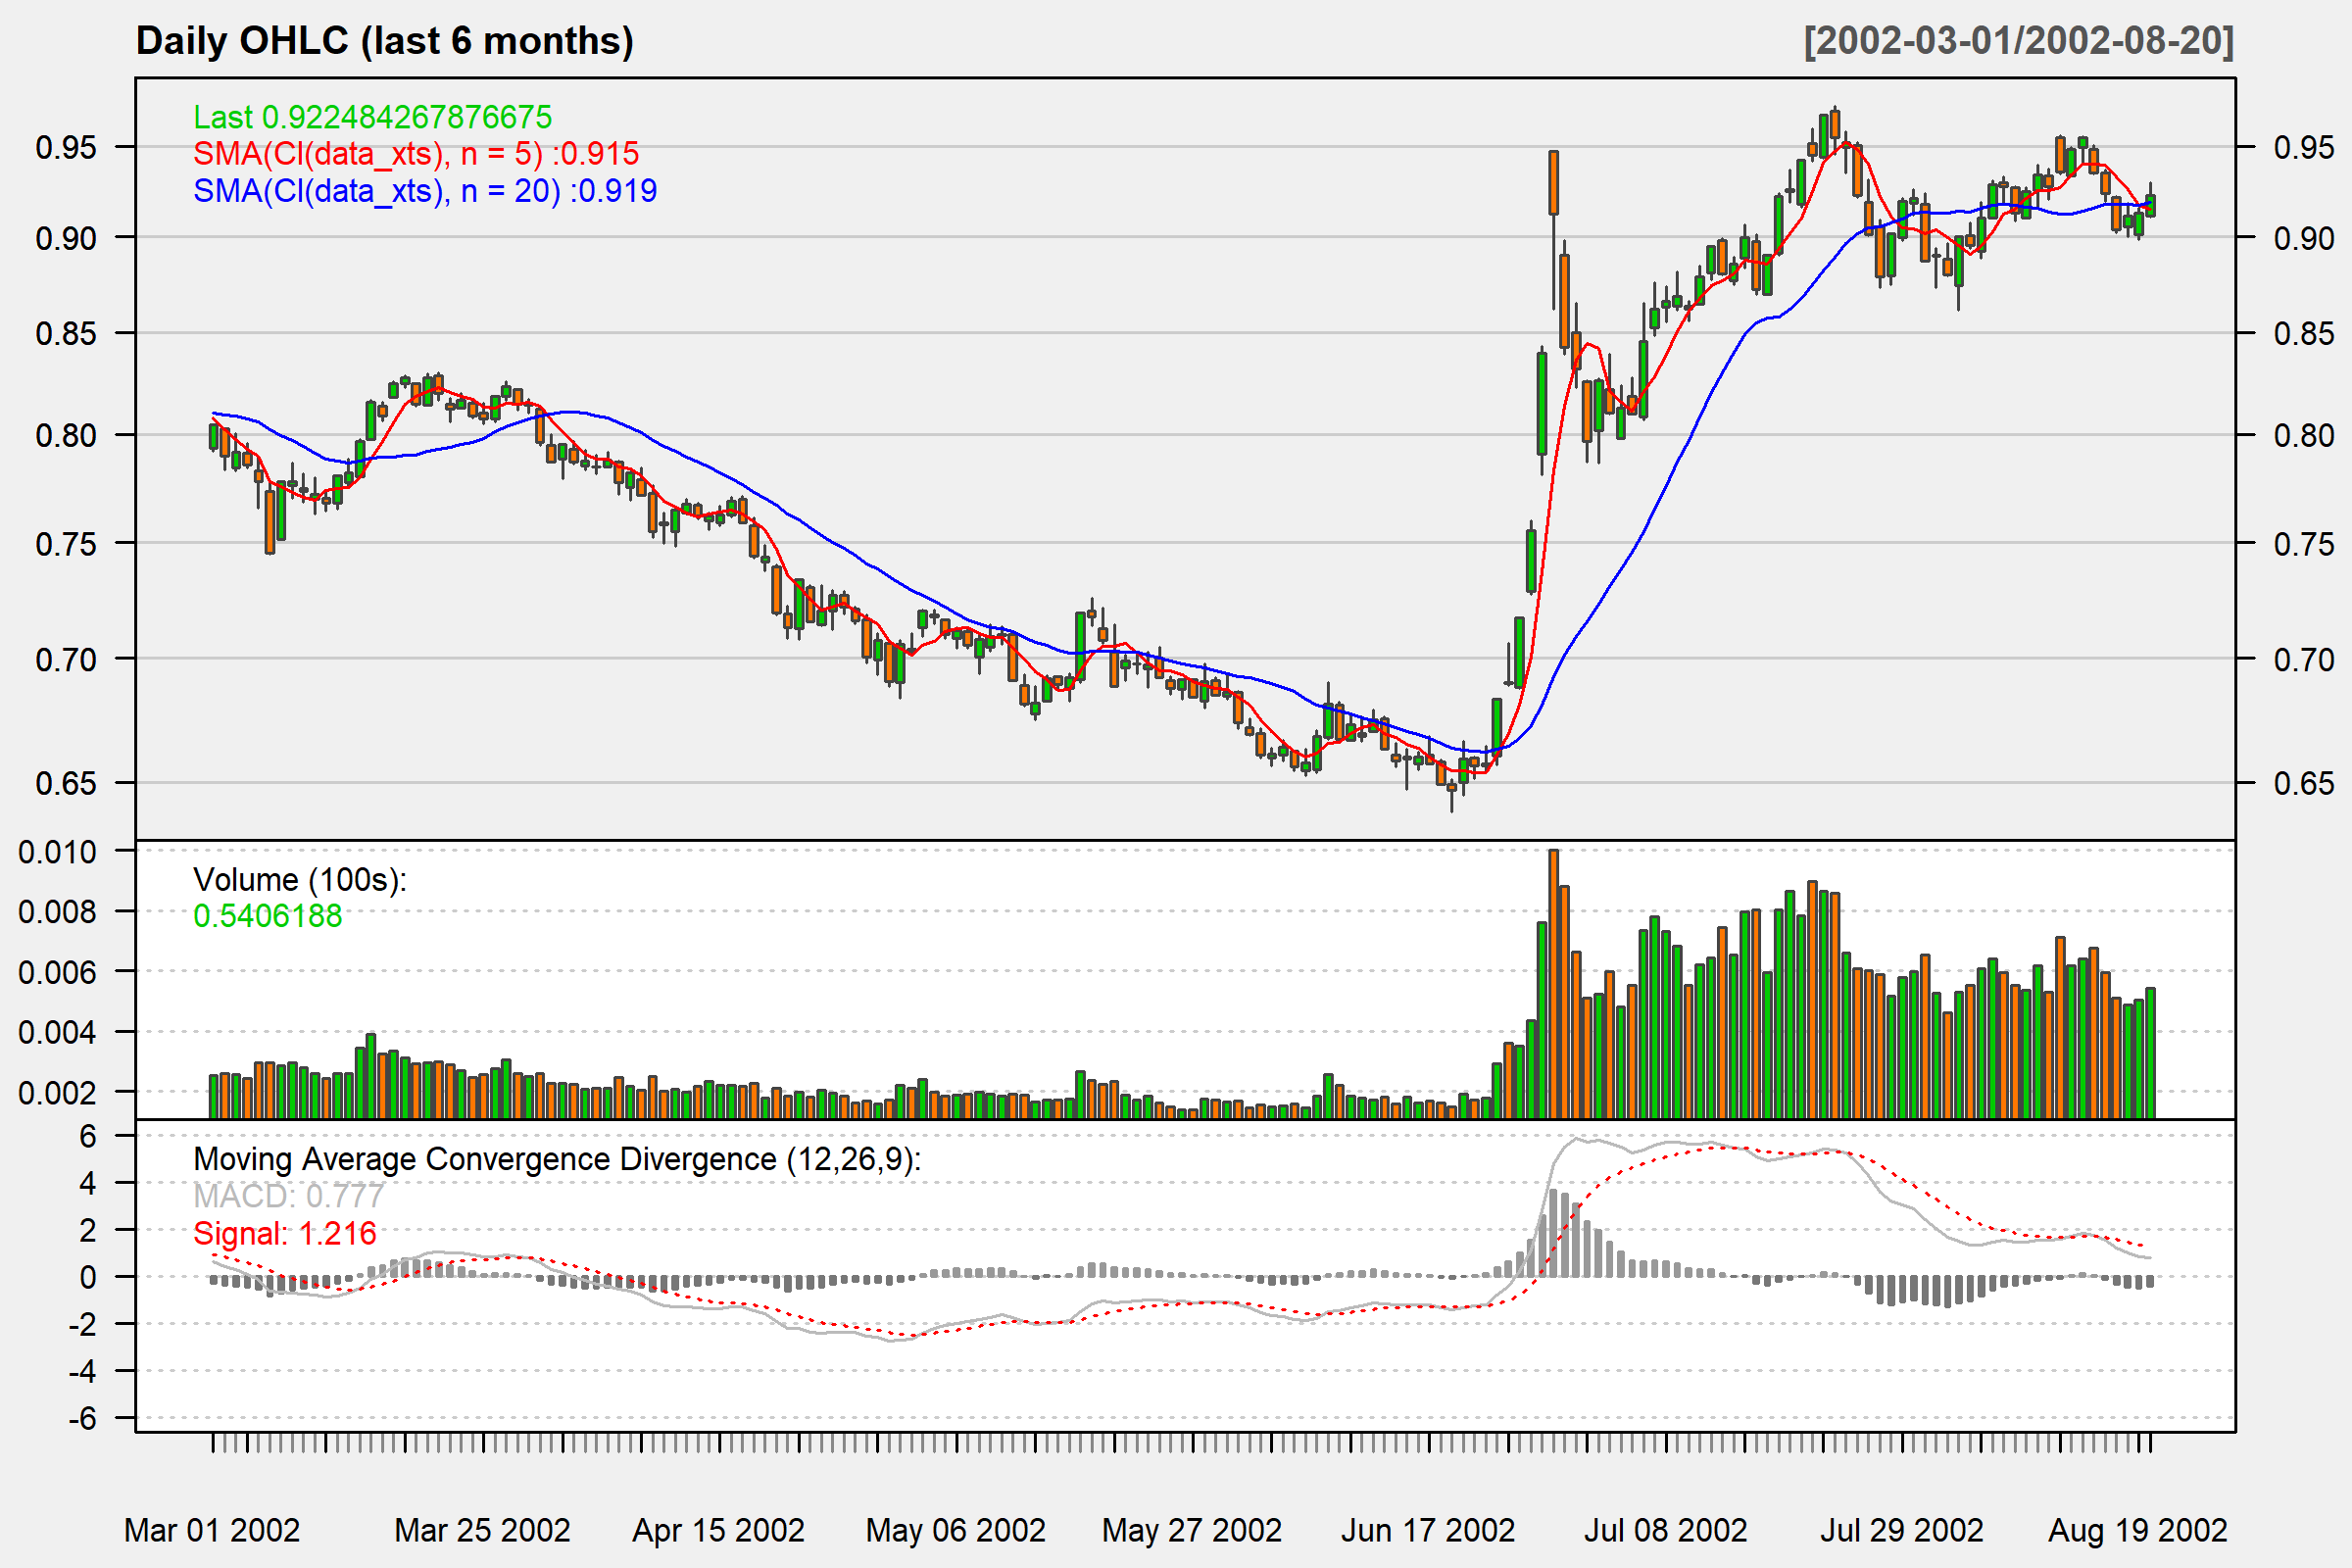 Daily OHLC (last 6 months) [2002-03-01/2002-08-20]
Last 0.922484267876675
SMA(Cl(data_xts), n = 5) :0.915
SMA(Cl(data_xts), n = 20) :0.919
0.95 0.95
0.90 0.90
0.85 0.85
0.80 0.80
0.75 0.75
0.70 0.70
0.65 0.65
0.010
Volume (100s):
0.5406188
0.008
0.006
0.004
0.002
6
Moving Average Convergence Divergence (12,26,9):
MACD: 0.777
Signal: 1.216
4
2
0
-2
-4
-6
Mar 01 2002 Mar 25 2002 Apr 15 2002 May 06 2002 May 27 2002 Jun 17 2002 Jul 08 2002 Jul 29 2002 Aug 19 2002